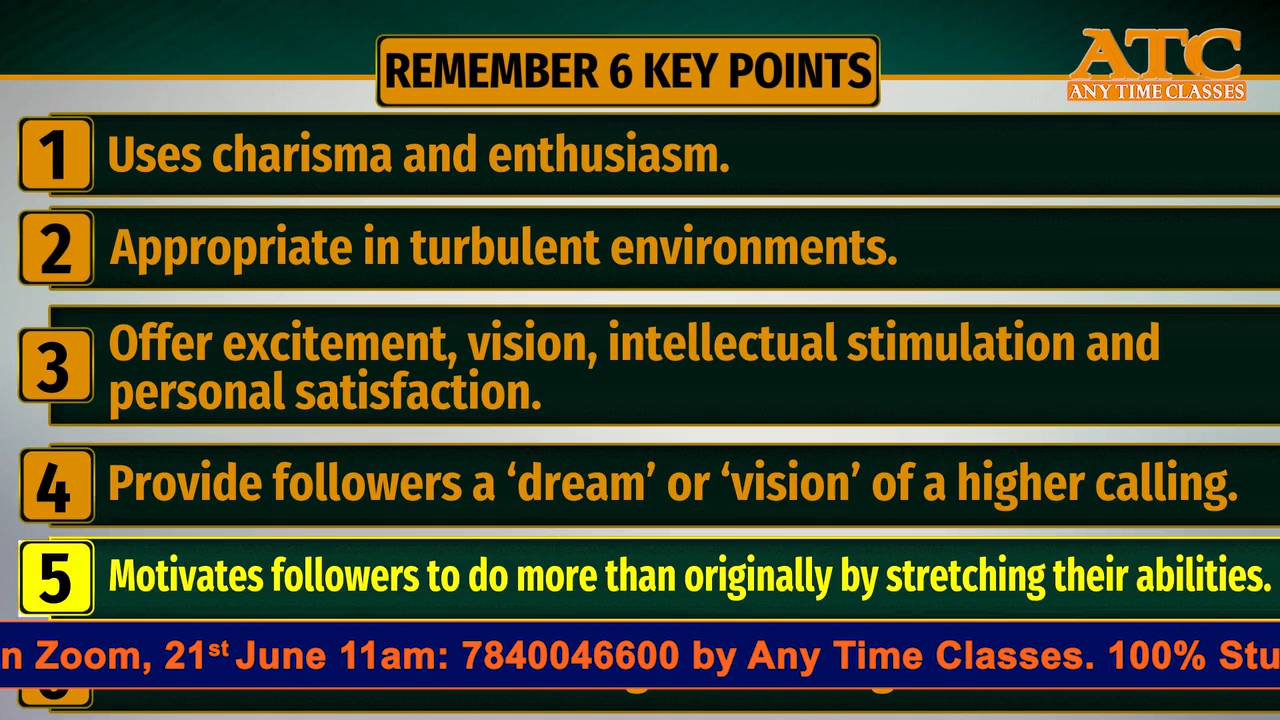 REMEMBER 6 KEY POINTS
ATC
ANY TIME CLASSES
1 Uses charisma and enthusiasm.
2 Appropriate in turbulent environments.
3 Offer excitement, vision, intellectual stimulation and
personal satisfaction.
4 Provide followers a ‘dream’ or ‘vision’ of a higher calling.
5 Motivates followers to do more than originally by stretching their abilities.
n Zoom, 21st June 11am: 7840046600 by Any Time Classes. 100% Stu